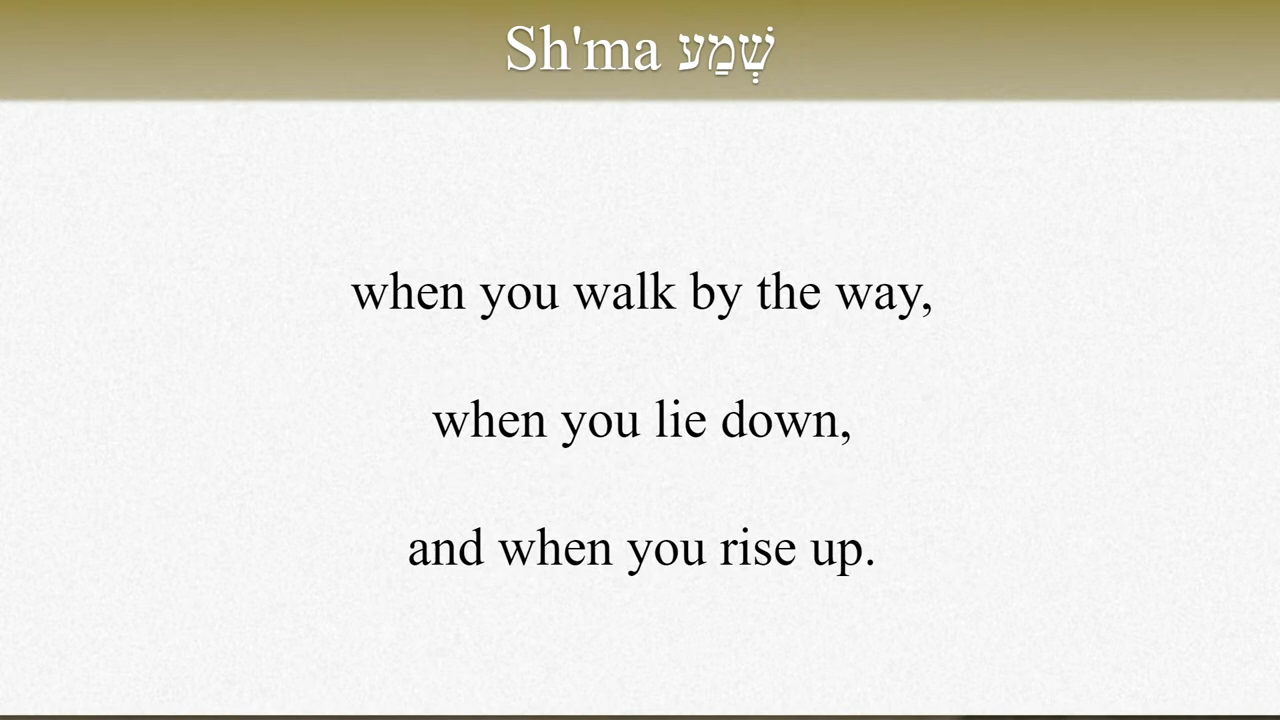 Sh'ma שְׁמַע
when you walk by the way,
when you lie down,
and when you rise up.